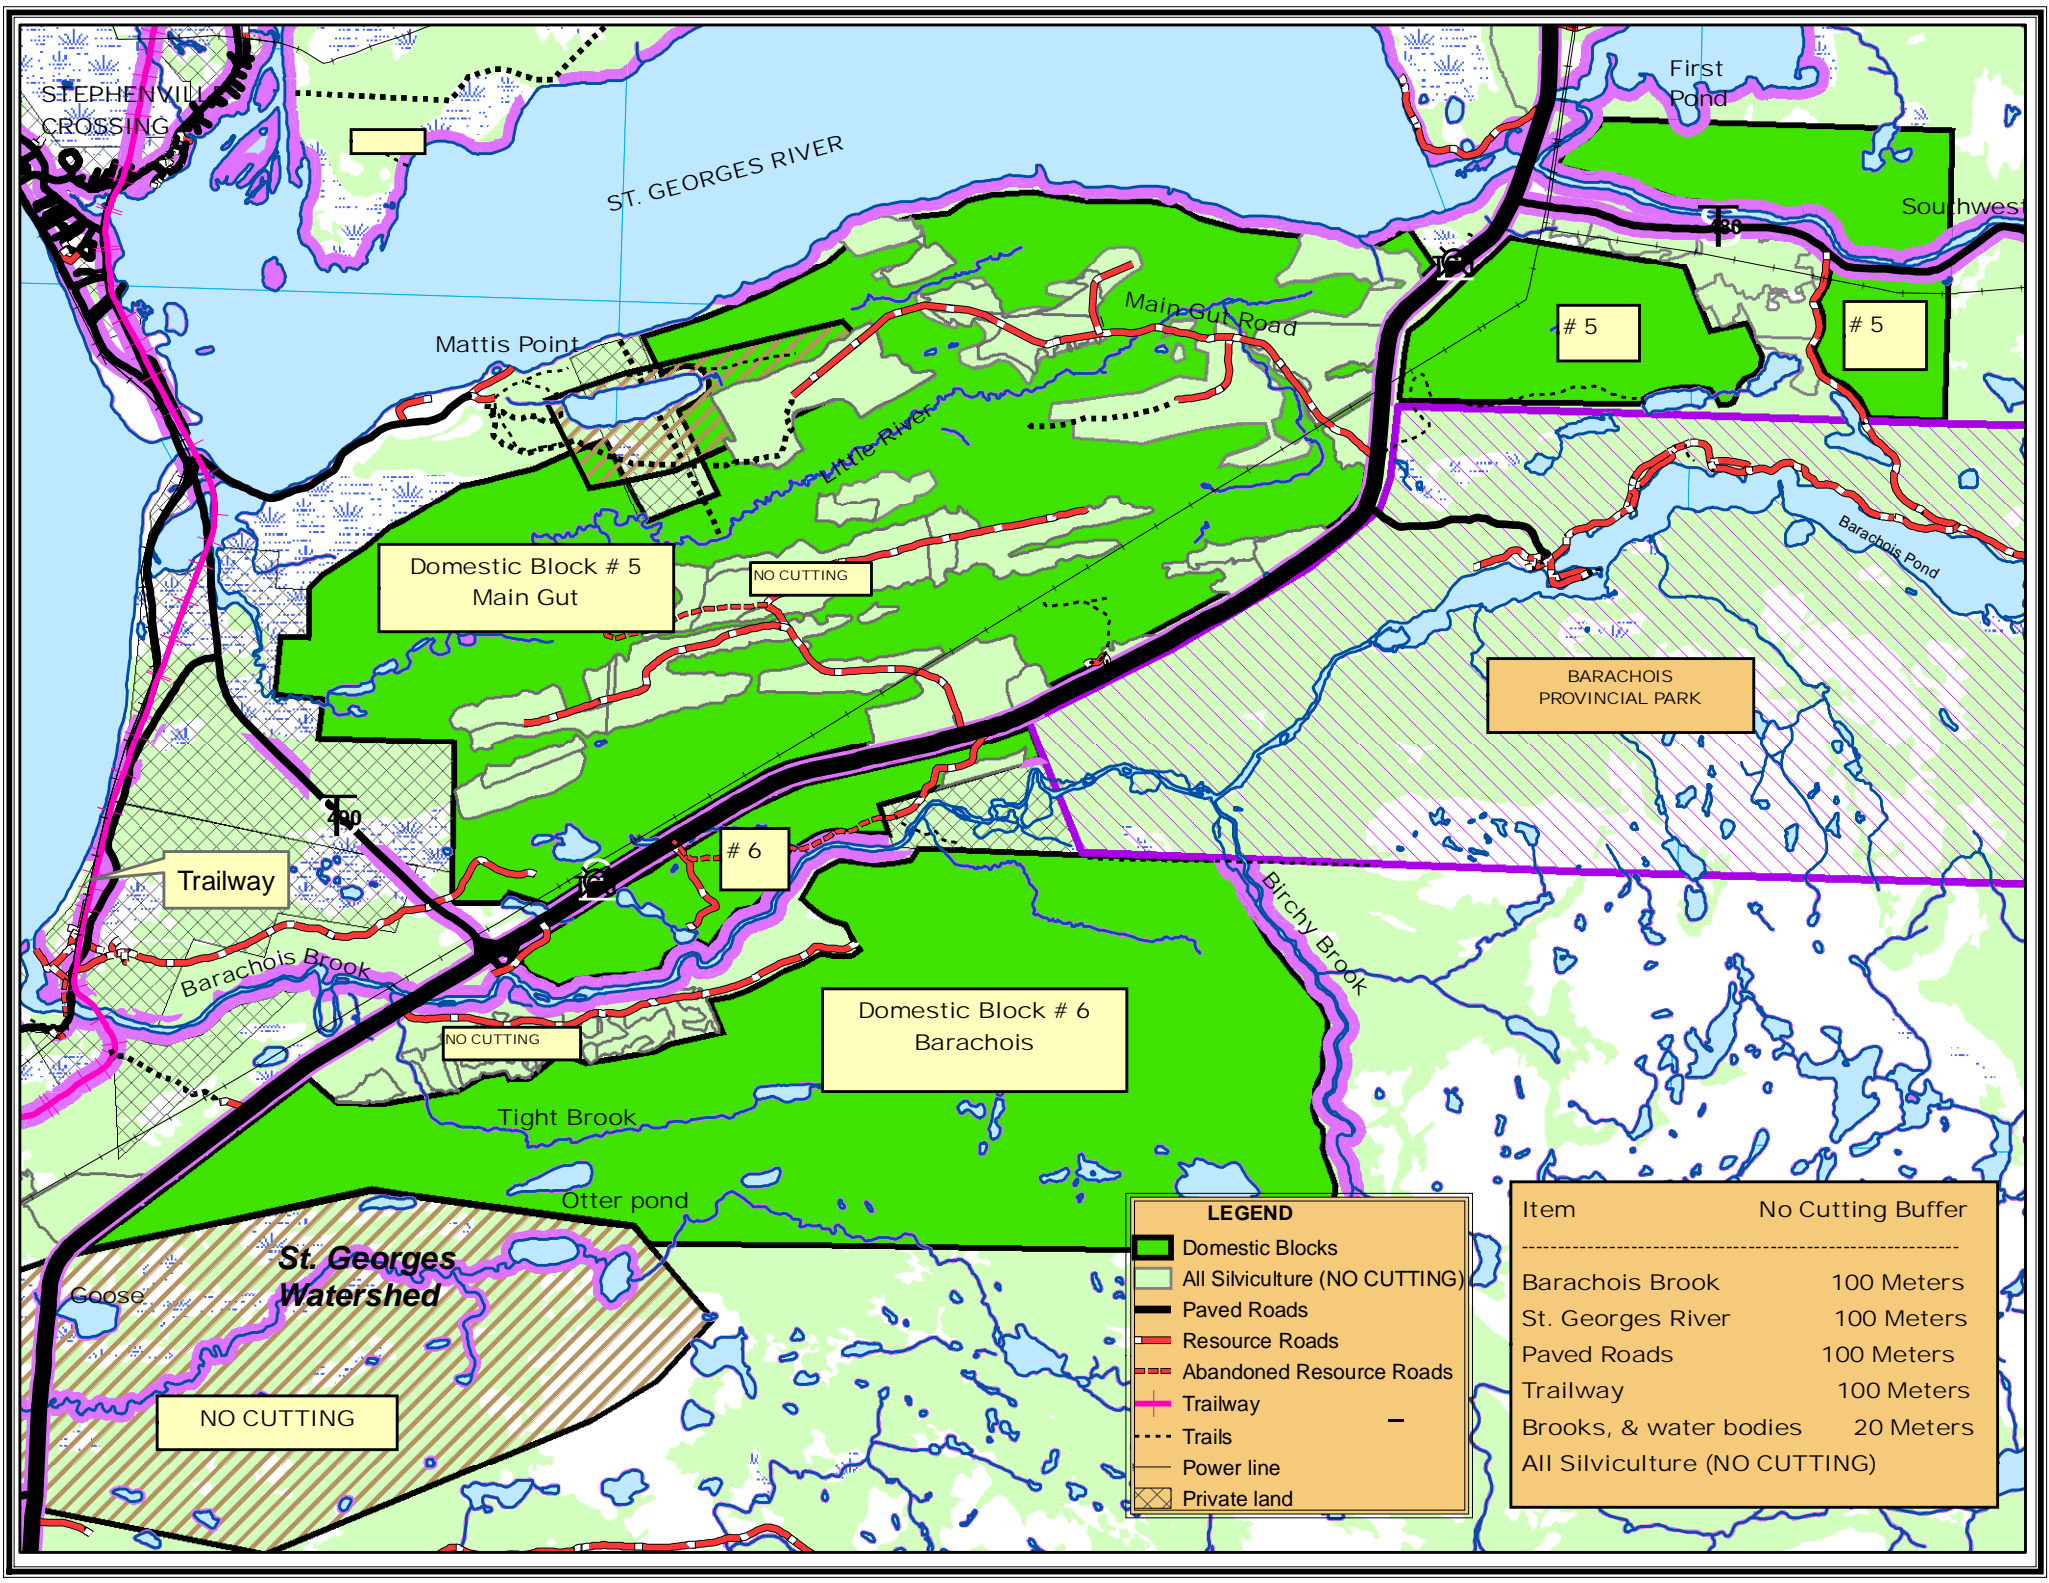 First
Pond
STEPHENVILLE
CROSSING
ST. GEORGES RIVER
Southwest
480
TCH
Main Gut Road
# 5
# 5
Mattis Point
Little River
Barachois Pond
Domestic Block # 5
Main Gut
NO CUTTING
BARACHOIS
PROVINCIAL PARK
490
# 6
Trailway
Birchy Brook
Barachois Brook
Domestic Block # 6
Barachois
NO CUTTING
Tight Brook
Otter pond
St. Georges
Watershed
Goose
NO CUTTING
LEGEND
Domestic Blocks
All Silviculture (NO CUTTING)
Paved Roads
Resource Roads
Abandoned Resource Roads
Trailway
Trails
Power line
Private land
Item No Cutting Buffer
------------------------------------------------------------
Barachois Brook 100 Meters
St. Georges River 100 Meters
Paved Roads 100 Meters
Trailway 100 Meters
Brooks, & water bodies 20 Meters
All Silviculture (NO CUTTING)